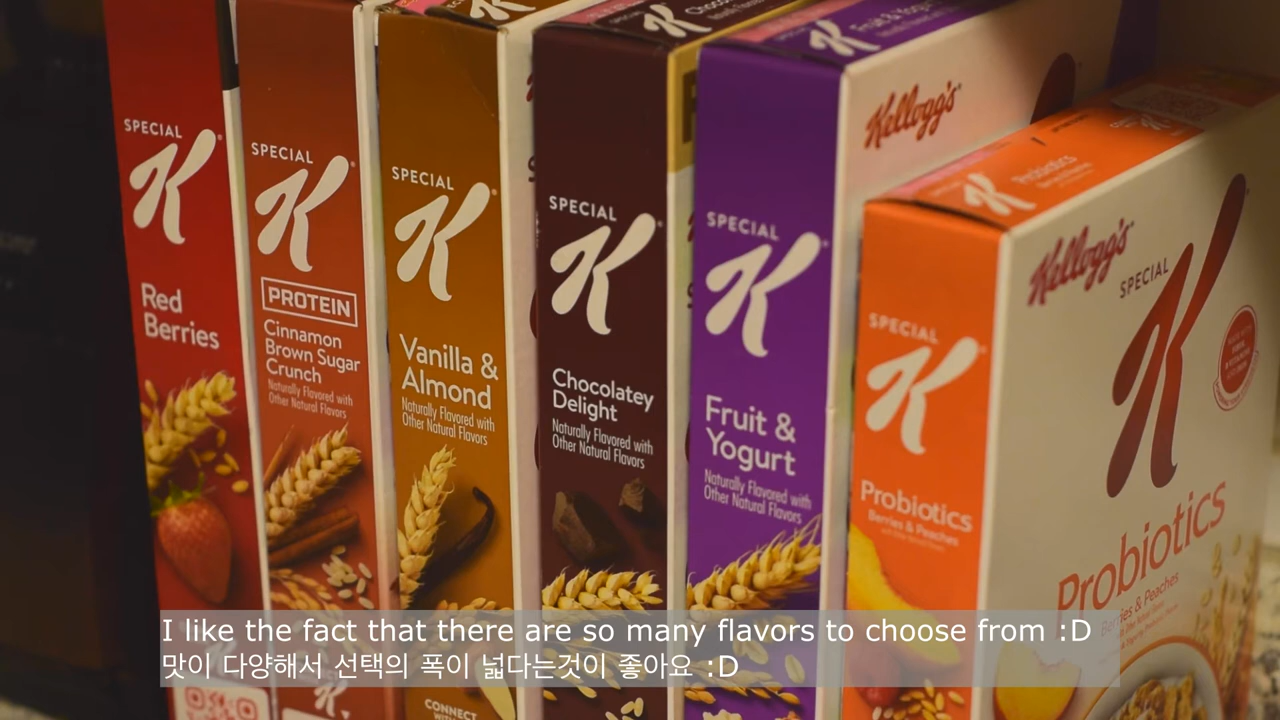 SPECIAL
K
Red
Berries
SPECIAL
K
PROTEIN
Cinnamon
Brown Sugar
Crunch
Naturally Flavored with
Other Natural Flavors
SPECIAL
K
Vanilla &
Almond
Naturally Flavored with
Other Natural Flavors
CONNECT
K
SPECIAL
K
Chocolatey
Delight
Naturally Flavored with
Other Natural Flavors
K
Fruit & Yogurt
SPECIAL
K
Fruit &
Yogurt
Naturally Flavored with
Other Natural Flavors
Kellogg's
K
Probiotics
SPECIAL
K
Probiotics
Berries & Peaches
Kellogg's
SPECIAL
K
Probiotics
Berries & Peaches
I like the fact that there are so many flavors to choose from :D
맛이 다양해서 선택의 폭이 넓다는것이 좋아요 :D